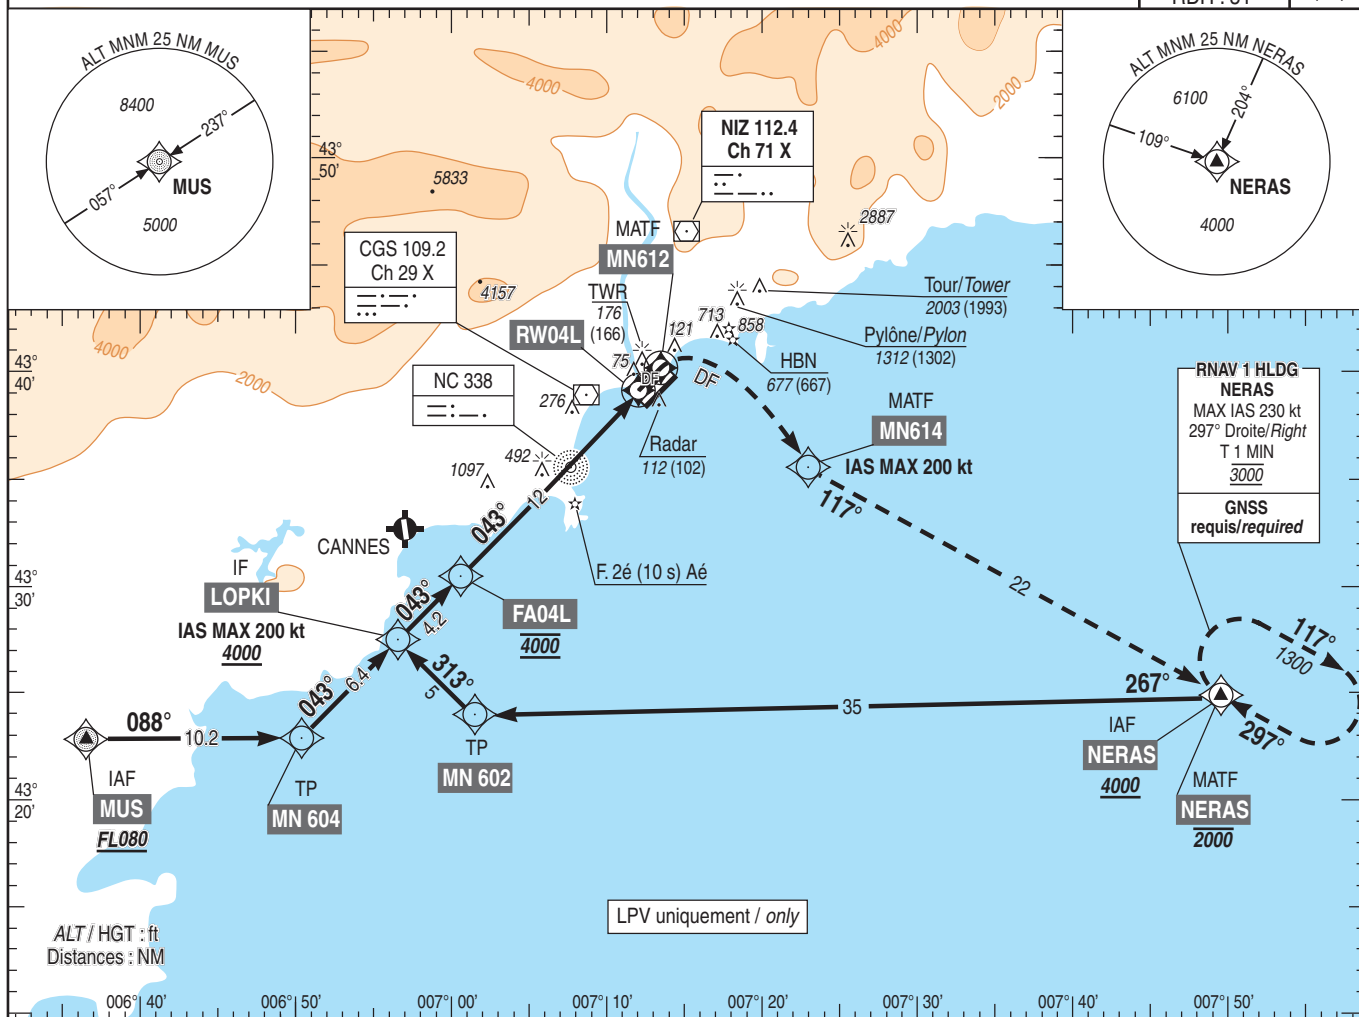 RDH : 51
ALT MNM 25 NM MUS
8400
237°
057°
MUS
5000
ALT MNM 25 NM NERAS
6100
204°
109°
NERAS
4000
4000
4000
2000
43°
50'
5833
NIZ 112.4
Ch 71 X
2887
MATF
MN612
CGS 109.2
Ch 29 X
4157
TWR
176
(166)
RW04L
75
121
713
858
Tour/Tower
2003 (1993)
Pylône/Pylon
1312 (1302)
HBN
677 (667)
4000
2000
43°
40'
NC 338
276
DF
DF
Radar
112 (102)
MATF
MN614
IAS MAX 200 kt
RNAV 1 HLDG
NERAS
MAX IAS 230 kt
297° Droite/Right
T 1 MIN
3000
GNSS
requis/required
1097
492
12
043°
117°
CANNES
F. 2é (10 s) Aé
IF
LOPKI
IAS MAX 200 kt
4000
43°
30'
043°
4.2
FA04L
4000
22
117°
1300
313°
5
043°
6.4
267°
35
297°
088°
10.2
IAF
MUS
FL080
TP
MN 604
TP
MN 602
IAF
NERAS
4000
MATF
NERAS
2000
43°
20'
LPV uniquement / only
ALT / HGT : ft
Distances : NM
006° 40' 006° 50' 007° 00' 007° 10' 007° 20' 007° 30' 007° 40' 007° 50'